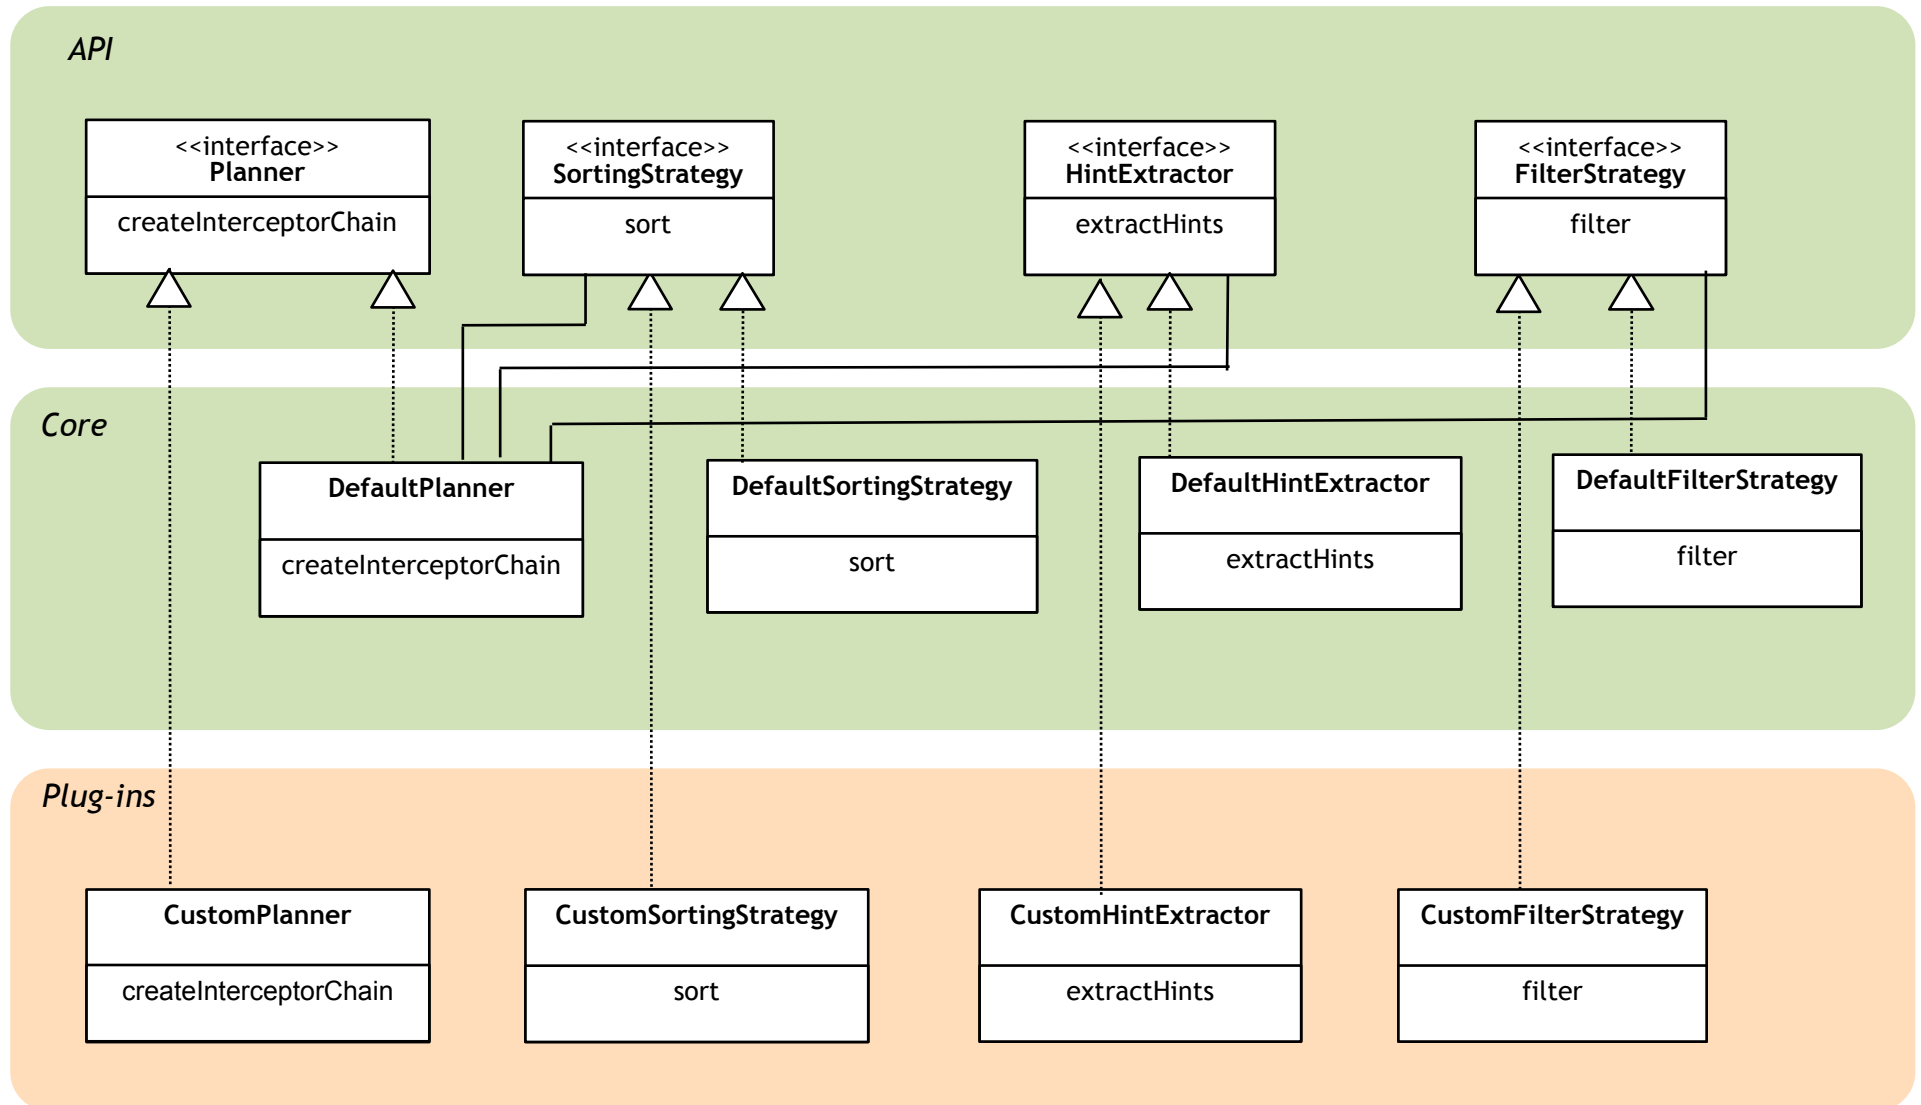 API
<<interface>>
Planner
createInterceptorChain
<<interface>>
SortingStrategy
sort
<<interface>>
HintExtractor
extractHints
<<interface>>
FilterStrategy
filter
Core
DefaultPlanner
createInterceptorChain
DefaultSortingStrategy
sort
DefaultHintExtractor
extractHints
DefaultFilterStrategy
filter
Plug-ins
CustomPlanner
createInterceptorChain
CustomSortingStrategy
sort
CustomHintExtractor
extractHints
CustomFilterStrategy
filter